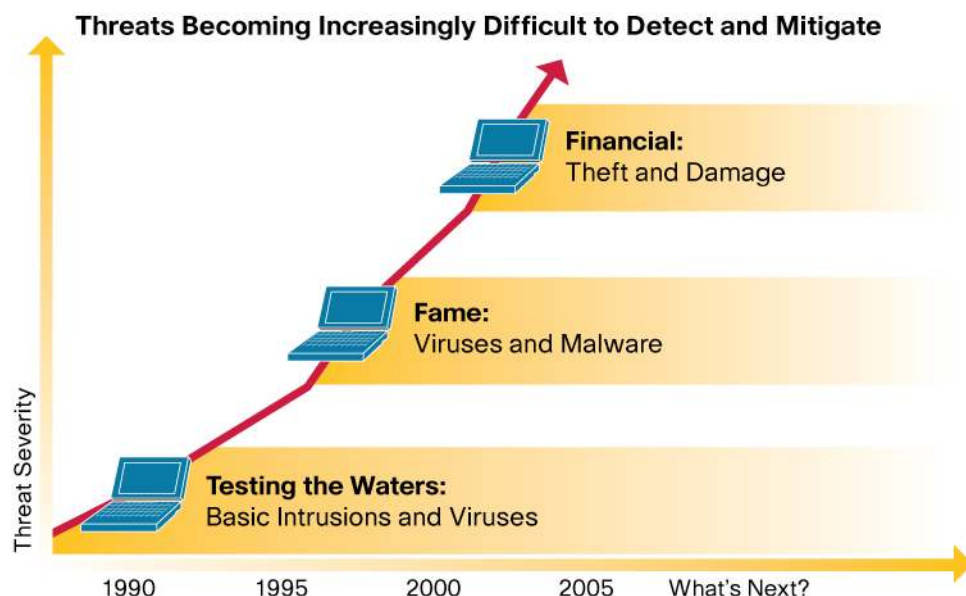 Threats Becoming Increasingly Difficult to Detect and Mitigate
Financial:
Theft and Damage
Fame:
Viruses and Malware
Testing the Waters:
Basic Intrusions and Viruses
Threat Severity
1990 1995 2000 2005 What's Next?